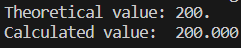 Theoretical value: 200.
Calculated value:  200.000